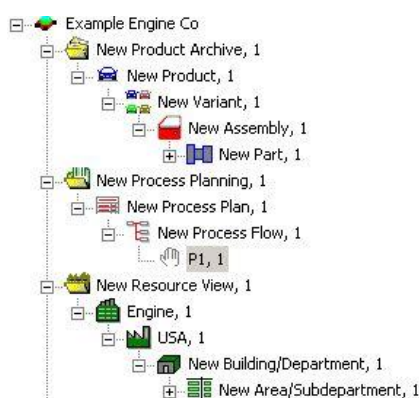 Example Engine Co
New Product Archive, 1
New Product, 1
New Variant, 1
New Assembly, 1
New Part, 1
New Process Planning, 1
New Process Plan, 1
New Process Flow, 1
P1, 1
New Resource View, 1
Engine, 1
USA, 1
New Building/Department, 1
New Area/Subdepartment, 1